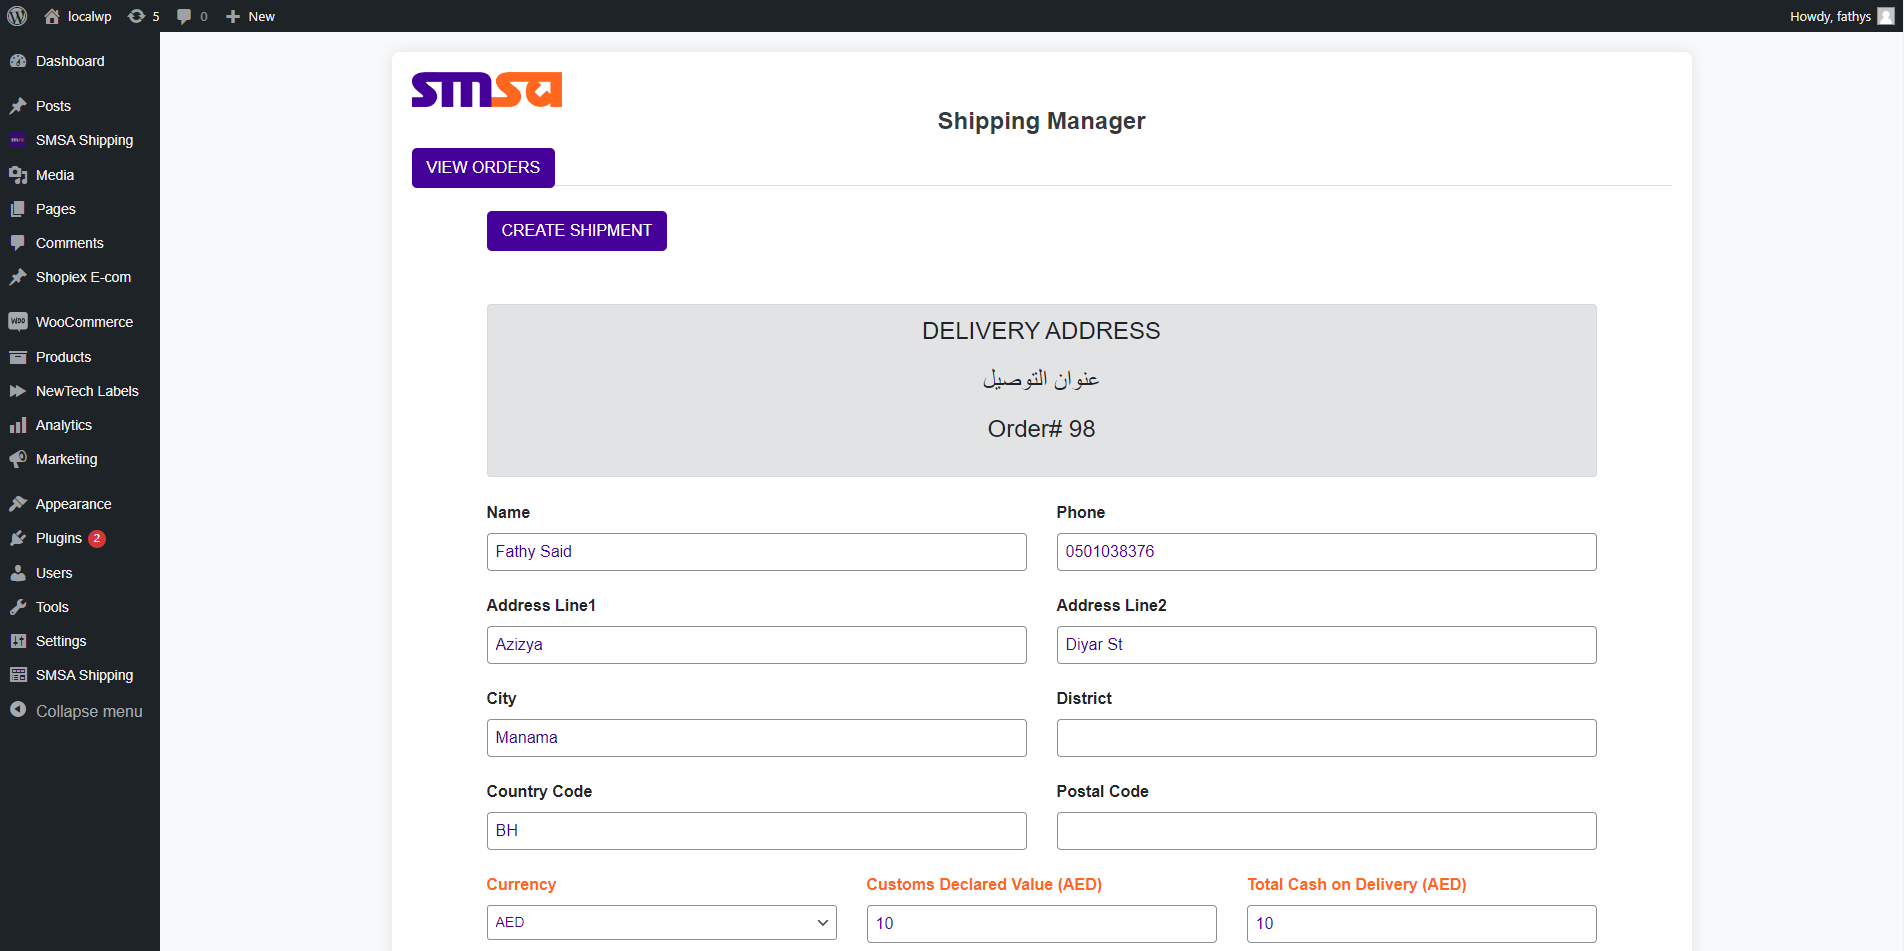 localwp 5 0 New Howdy, fathys
Dashboard
Posts
SMSA Shipping
Media
Pages
Comments
Shopiex E-com
WooCommerce
Products
NewTech Labels
Analytics
Marketing
Appearance
Plugins 2
Users
Tools
Settings
SMSA Shipping
Collapse menu
smsa
Shipping Manager
VIEW ORDERS
CREATE SHIPMENT
DELIVERY ADDRESS
عنوان التوصيل
Order# 98
Name Phone
Fathy Said 0501038376
Address Line1 Address Line2
Azizya Diyar St
City District
Manama
Country Code Postal Code
BH
Currency Customs Declared Value (AED) Total Cash on Delivery (AED)
AED 10 10